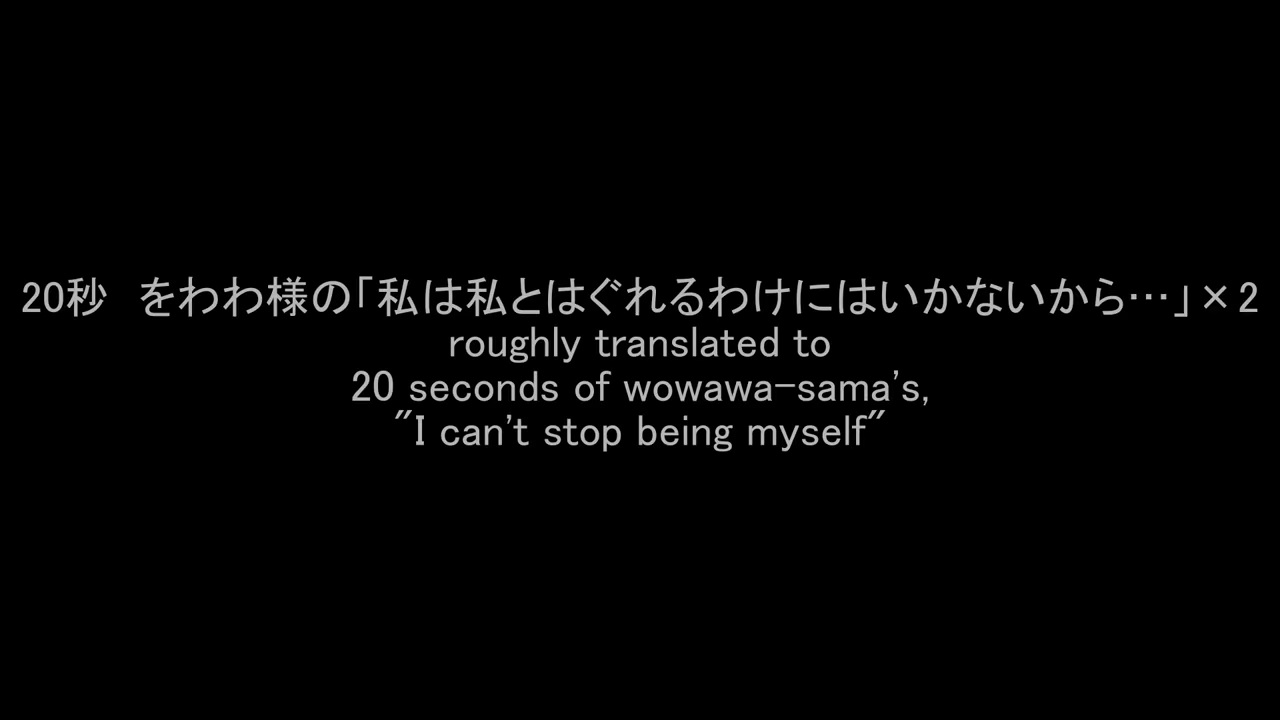 20秒　をわわ様の「私は私とはぐれるわけにはいかないから…」×2
roughly translated to
20 seconds of wowawa-sama's,
"I can't stop being myself"